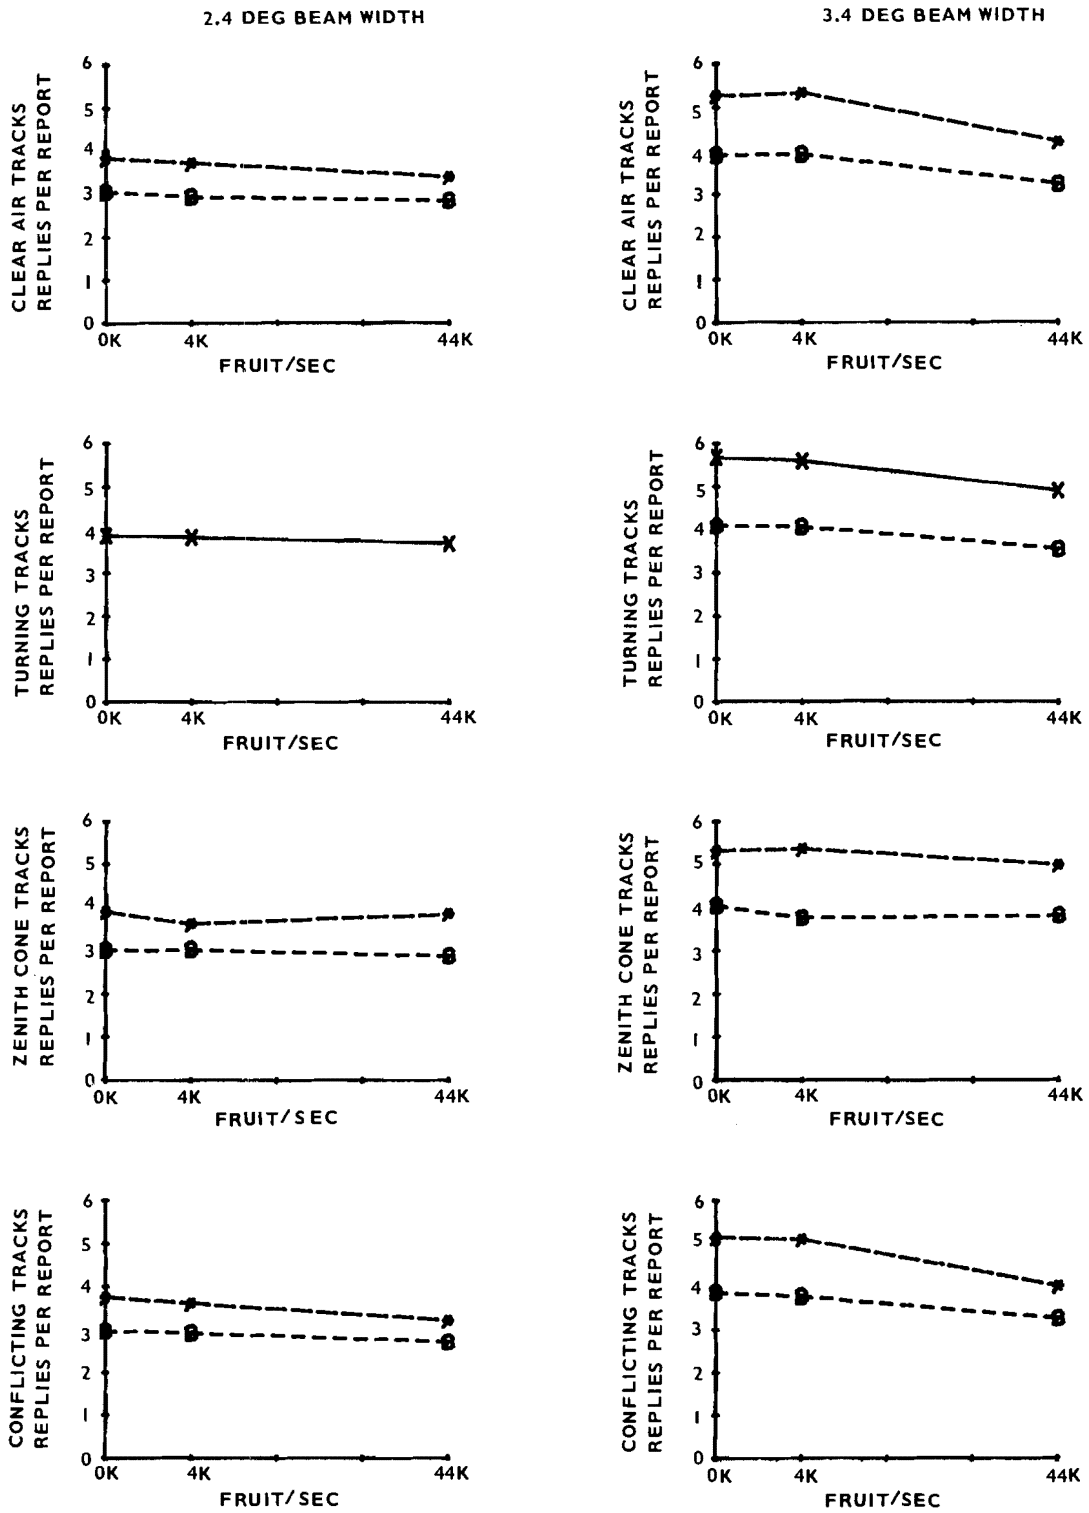 2.4 DEG BEAM WIDTH
3.4 DEG BEAM WIDTH
CLEAR AIR TRACKS
REPLIES PER REPORT
6
5
4
3
2
1
0
0K 4K 44K
FRUIT/SEC
CLEAR AIR TRACKS
REPLIES PER REPORT
6
5
4
3
2
1
0
0K 4K 44K
FRUIT/SEC
TURNING TRACKS
REPLIES PER REPORT
6
5
4
3
2
1
0
0K 4K 44K
FRUIT/SEC
TURNING TRACKS
REPLIES PER REPORT
6
5
4
3
2
1
0
0K 4K 44K
FRUIT/SEC
ZENITH CONE TRACKS
REPLIES PER REPORT
6
5
4
3
2
1
0
0K 4K 44K
FRUIT/SEC
ZENITH CONE TRACKS
REPLIES PER REPORT
6
5
4
3
2
1
0
0K 4K 44K
FRUIT/SEC
CONFLICTING TRACKS
REPLIES PER REPORT
6
5
4
3
2
1
0
0K 4K 44K
FRUIT/SEC
CONFLICTING TRACKS
REPLIES PER REPORT
6
5
4
3
2
1
0
0K 4K 44K
FRUIT/SEC